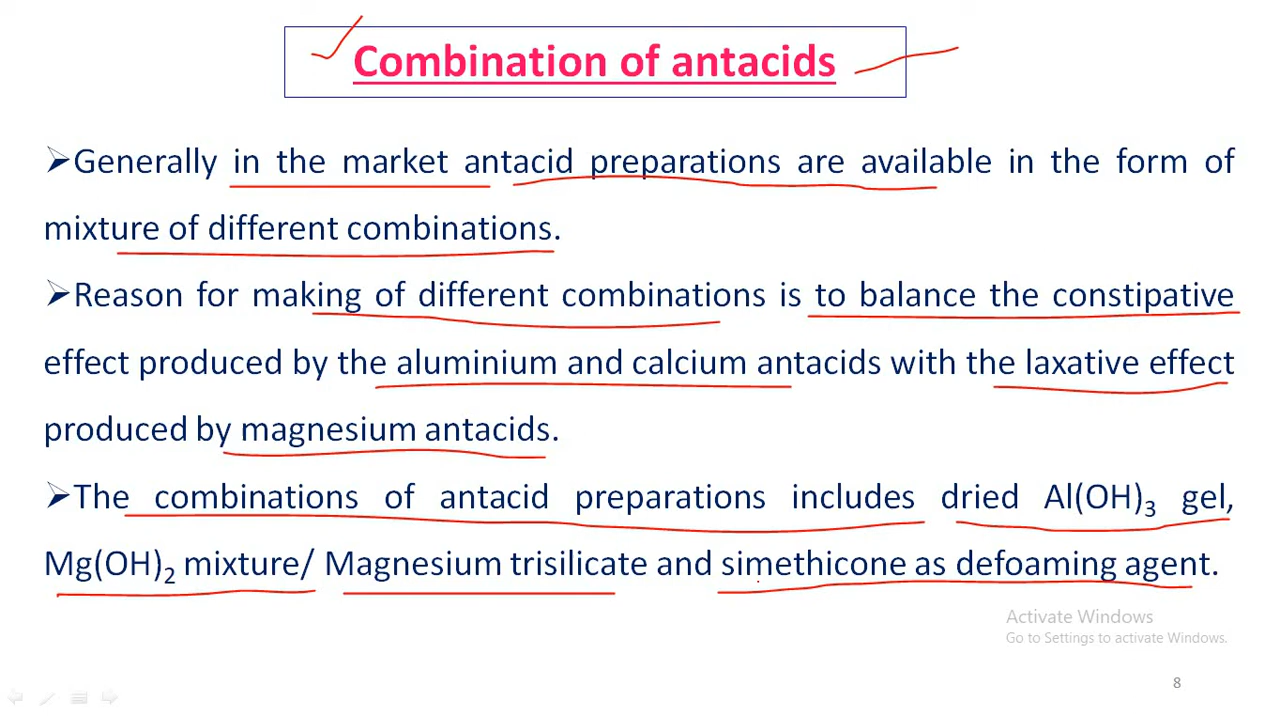 Combination of antacids
➢Generally in the market antacid preparations are available in the form of
mixture of different combinations.
➢Reason for making of different combinations is to balance the constipative
effect produced by the aluminium and calcium antacids with the laxative effect
produced by magnesium antacids.
➢The combinations of antacid preparations includes dried Al(OH)₃ gel,
Mg(OH)₂ mixture/ Magnesium trisilicate and simethicone as defoaming agent.
Activate Windows
Go to Settings to activate Windows.
8